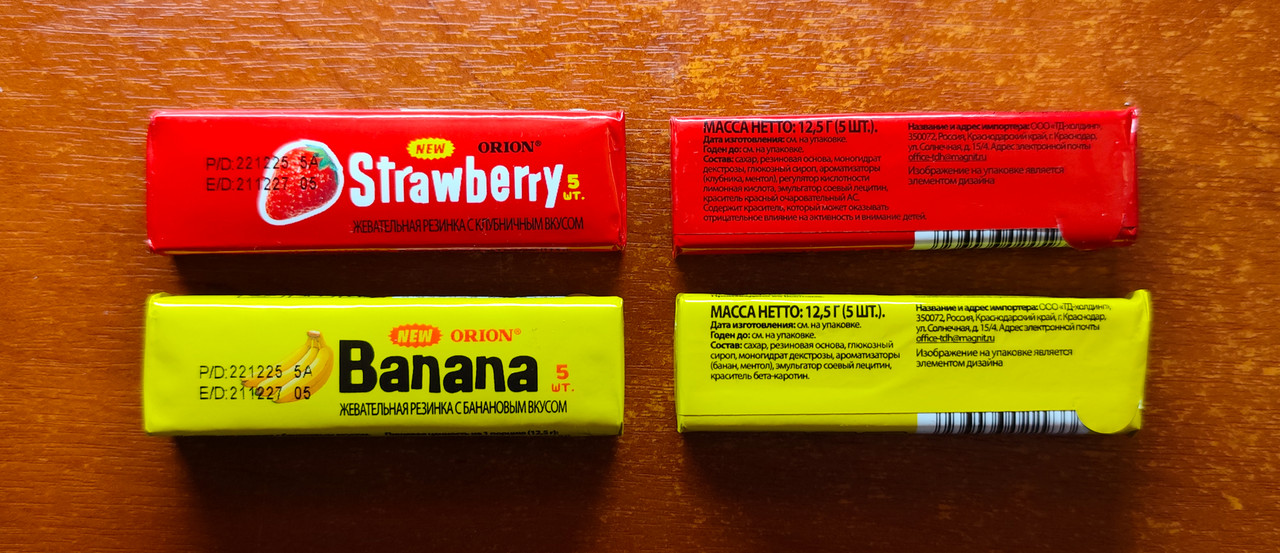 NEW ORION®
P/D:221225 5A
E/D:211227 05
Strawberry 5 ШТ.
ЖЕВАТЕЛЬНАЯ РЕЗИНКА С КЛУБНИЧНЫМ ВКУСОМ
МАССА НЕТТО: 12,5 Г (5 ШТ.).
Дата изготовления: см. на упаковке.
Годен до: см. на упаковке.
Состав: сахар, резиновая основа, моногидрат
декстрозы, глюкозный сироп, ароматизаторы
(клубника, ментол), регулятор кислотности
лимонная кислота, эмульгатор соевый лецитин,
краситель красный очаровательный АС.
Содержит краситель, который может оказывать
отрицательное влияние на активность и внимание детей.
Название и адрес импортера: ООО «ТД-холдинг»,
350072, Россия, Краснодарский край, г. Краснодар,
ул. Солнечная, д. 15/4. Адрес электронной почты
office-tdh@magnit.ru
Изображение на упаковке является
элементом дизайна
NEW ORION®
P/D:221225 5A
E/D:211227 05
Banana 5 ШТ.
ЖЕВАТЕЛЬНАЯ РЕЗИНКА С БАНАНОВЫМ ВКУСОМ
МАССА НЕТТО: 12,5 Г (5 ШТ.).
Дата изготовления: см. на упаковке.
Годен до: см. на упаковке.
Состав: сахар, резиновая основа, глюкозный
сироп, моногидрат декстрозы, ароматизаторы
(банан, ментол), эмульгатор соевый лецитин,
краситель бета-каротин.
Название и адрес импортера: ООО «ТД-холдинг»,
350072, Россия, Краснодарский край, г. Краснодар,
ул. Солнечная, д. 15/4. Адрес электронной почты
office-tdh@magnit.ru
Изображение на упаковке является
элементом дизайна